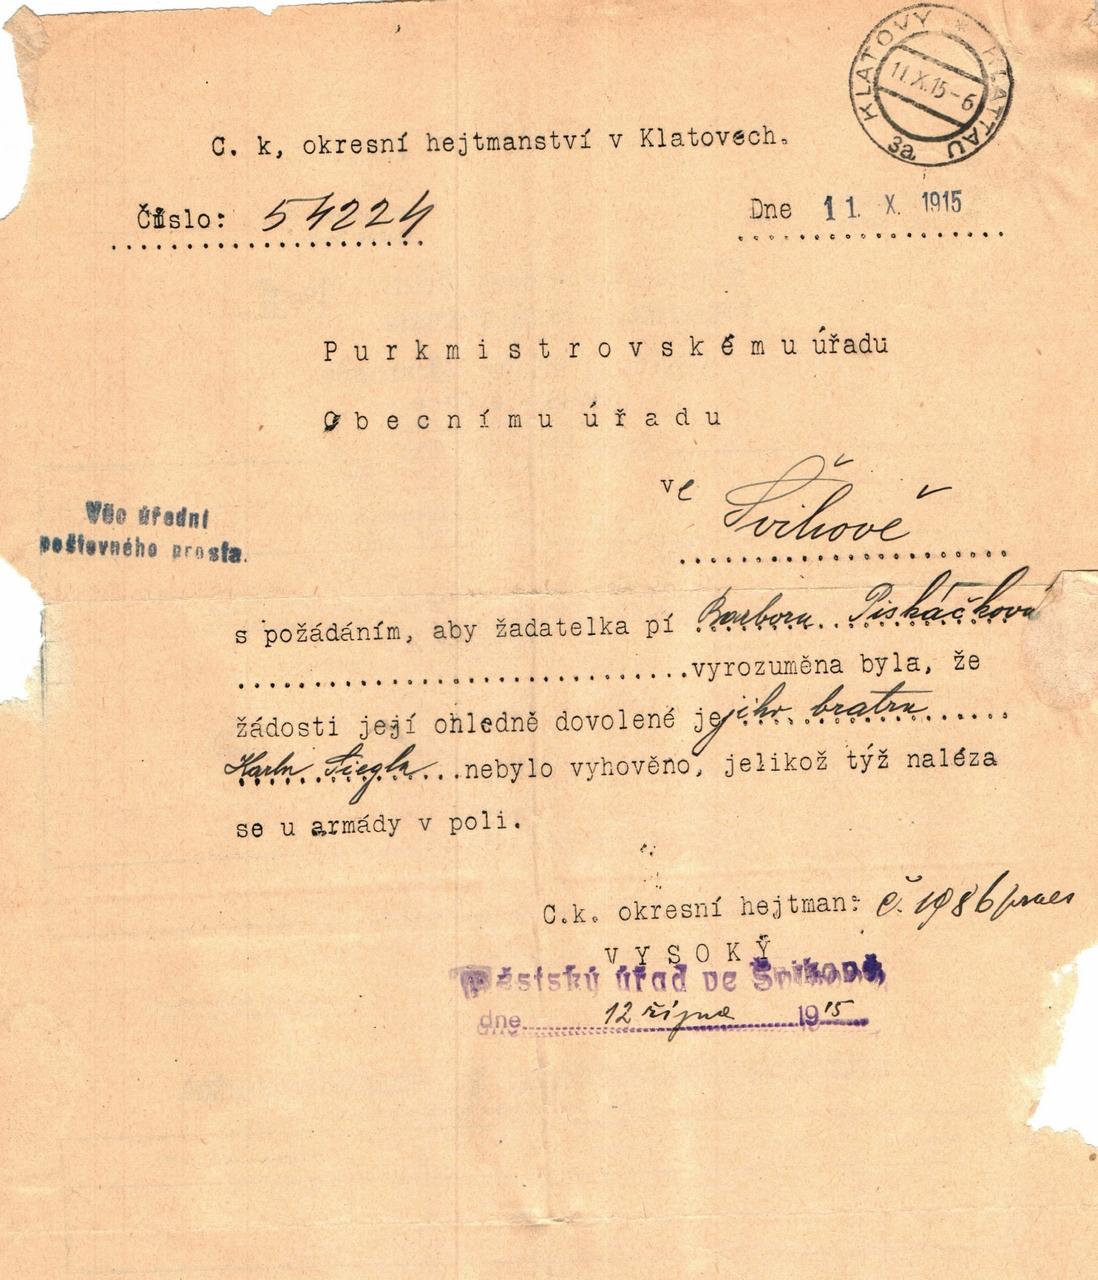 KLATOVY * KLATTAU
11.X.15-6
3a
C. k, okresní hejtmanství v Klatovech.
Číslo: 54224
Dne 11. X. 1915
Purkmistrovskému úřadu
Obecnímu úřadu
ve Švihově
Věc úřední
poštovného prosta.
s požádáním, aby žadatelka pí Barbora Piskáčková
vyrozuměna byla, že
žádosti její ohledně dovolené jejího bratra
Karla Siegla nebylo vyhověno, jelikož týž naléza
se u armády v poli.
C.k. okresní hejtman: č. 1986/praes
VYSOKÝ
Městský úřad ve Švihově,
dne 12 října 1915